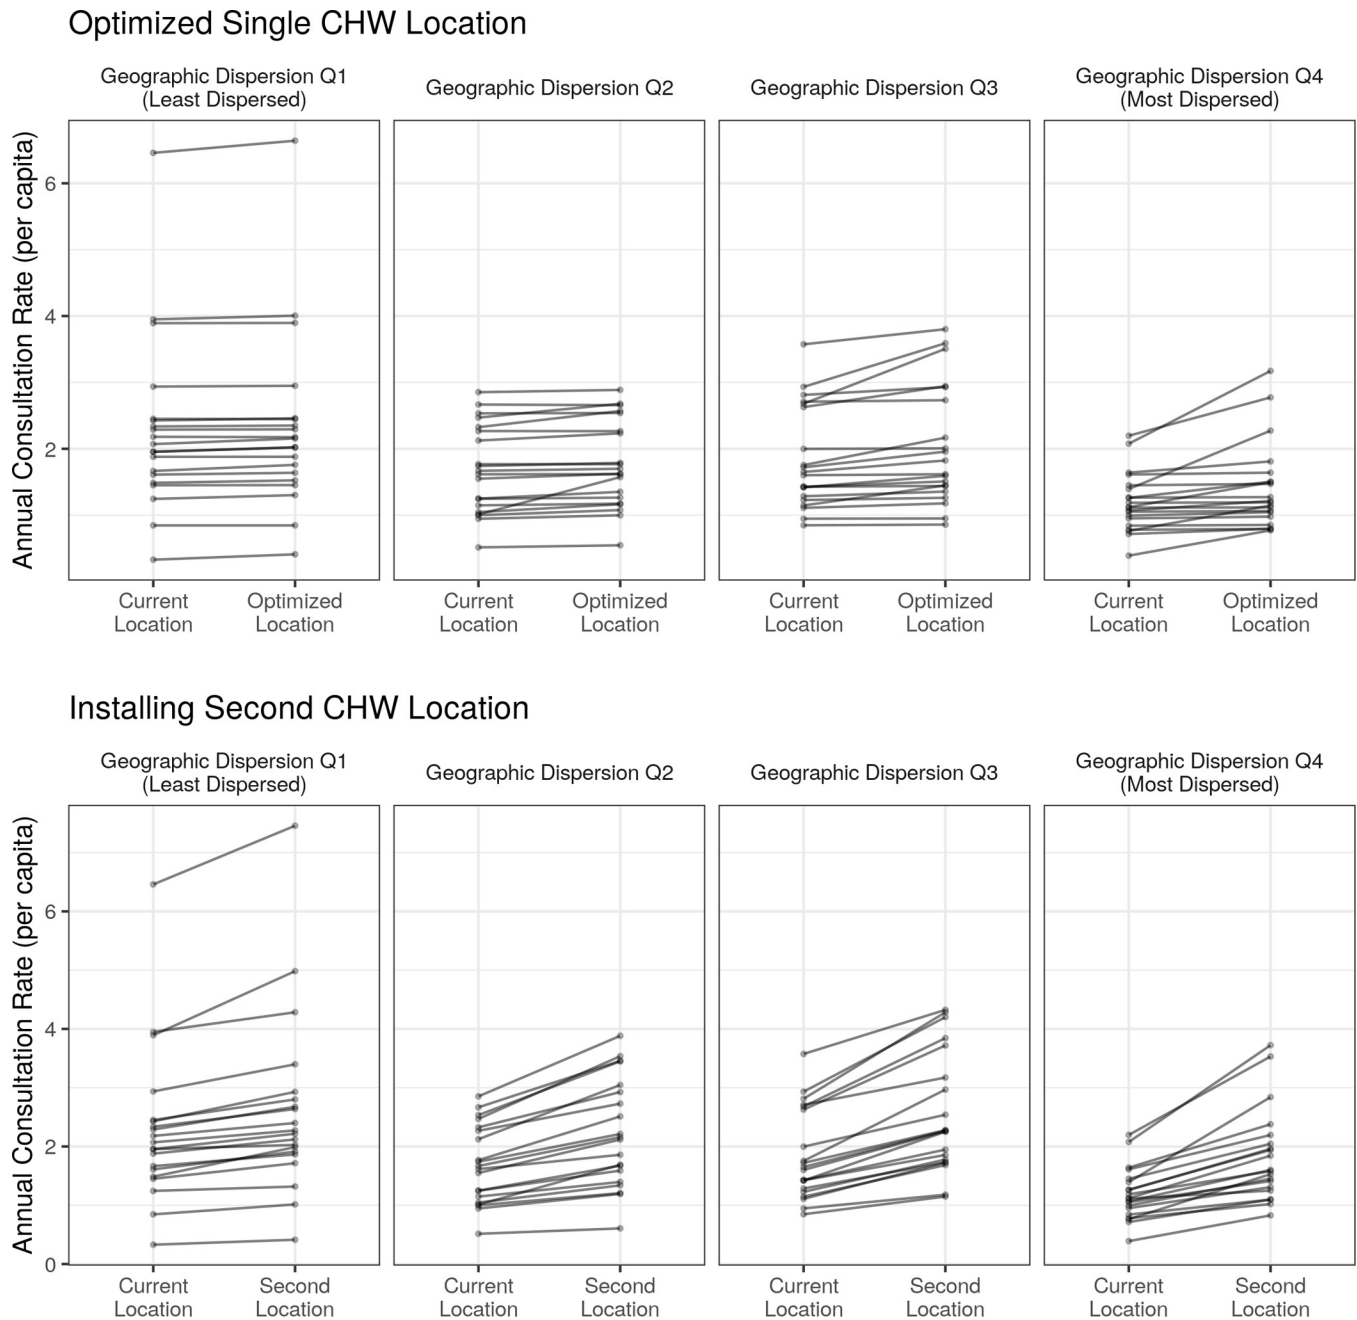 Optimized Single CHW Location
Geographic Dispersion Q1
(Least Dispersed)
Geographic Dispersion Q2
Geographic Dispersion Q3
Geographic Dispersion Q4
(Most Dispersed)
Annual Consultation Rate (per capita)
6
4
2
Current
Location
Optimized
Location
Current
Location
Optimized
Location
Current
Location
Optimized
Location
Current
Location
Optimized
Location
Installing Second CHW Location
Geographic Dispersion Q1
(Least Dispersed)
Geographic Dispersion Q2
Geographic Dispersion Q3
Geographic Dispersion Q4
(Most Dispersed)
Annual Consultation Rate (per capita)
6
4
2
0
Current
Location
Second
Location
Current
Location
Second
Location
Current
Location
Second
Location
Current
Location
Second
Location